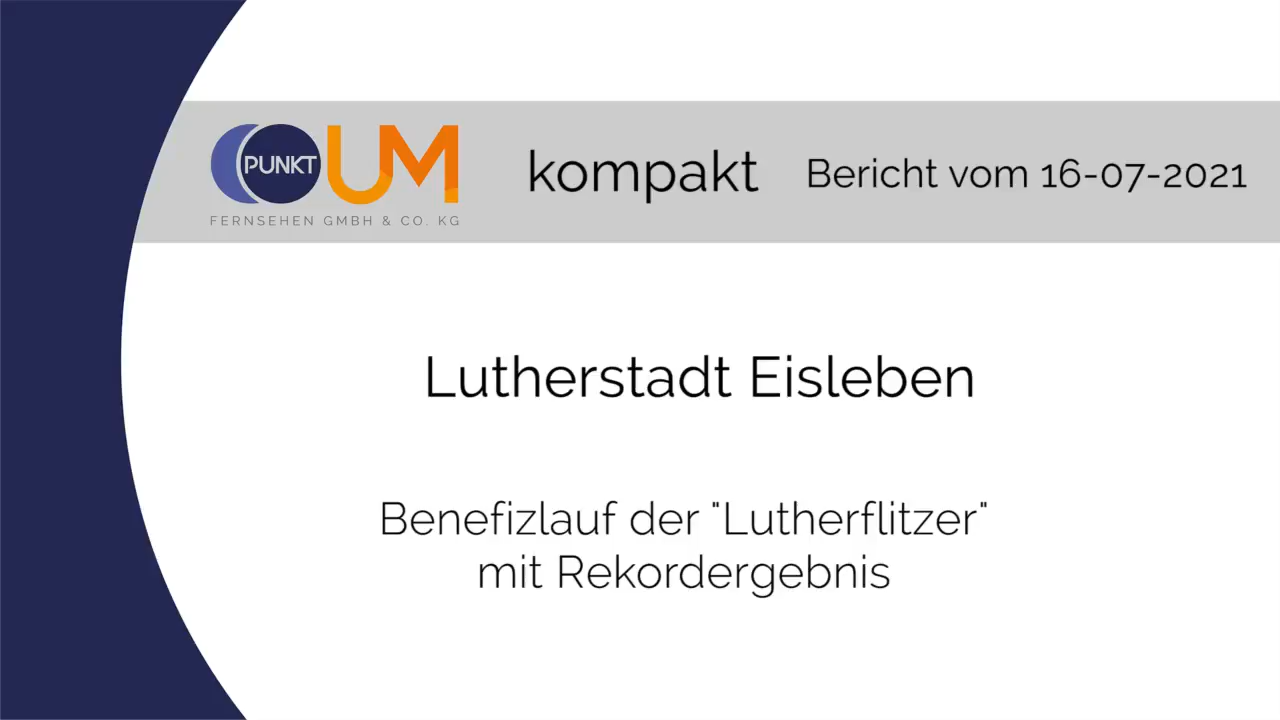 PUNKT UM
FERNSEHEN GMBH & CO. KG
kompakt Bericht vom 16-07-2021
Lutherstadt Eisleben
Benefizlauf der "Lutherflitzer"
mit Rekordergebnis